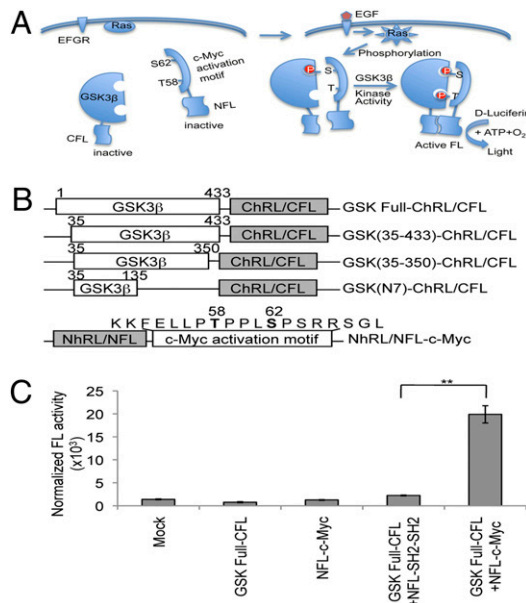 A
EFGR
Ras
S62
T58
c-Myc
activation
motif
GSK3β
NFL
inactive
CFL
inactive
EGF
Ras
Phosphorylation
P
S
T
GSK3β
Kinase
Activity
P
S
P
T
Active FL
D-Luciferin
+ ATP+O2
Light
B
1 433
GSK3β ChRL/CFL GSK Full-ChRL/CFL
35 433
GSK3β ChRL/CFL GSK(35-433)-ChRL/CFL
35 350
GSK3β ChRL/CFL GSK(35-350)-ChRL/CFL
35 135
GSK3β ChRL/CFL GSK(N7)-ChRL/CFL
58 62
KKFELLPTPPLSPSRRSGL
NhRL/NFL c-Myc activation motif NhRL/NFL-c-Myc
C
Normalized FL activity
(x10³)
25
20
15
10
5
0
**
Mock
GSK Full-CFL
NFL-c-Myc
GSK Full-CFL
+NFL-SH2-SH2
GSK Full-CFL
+NFL-c-Myc